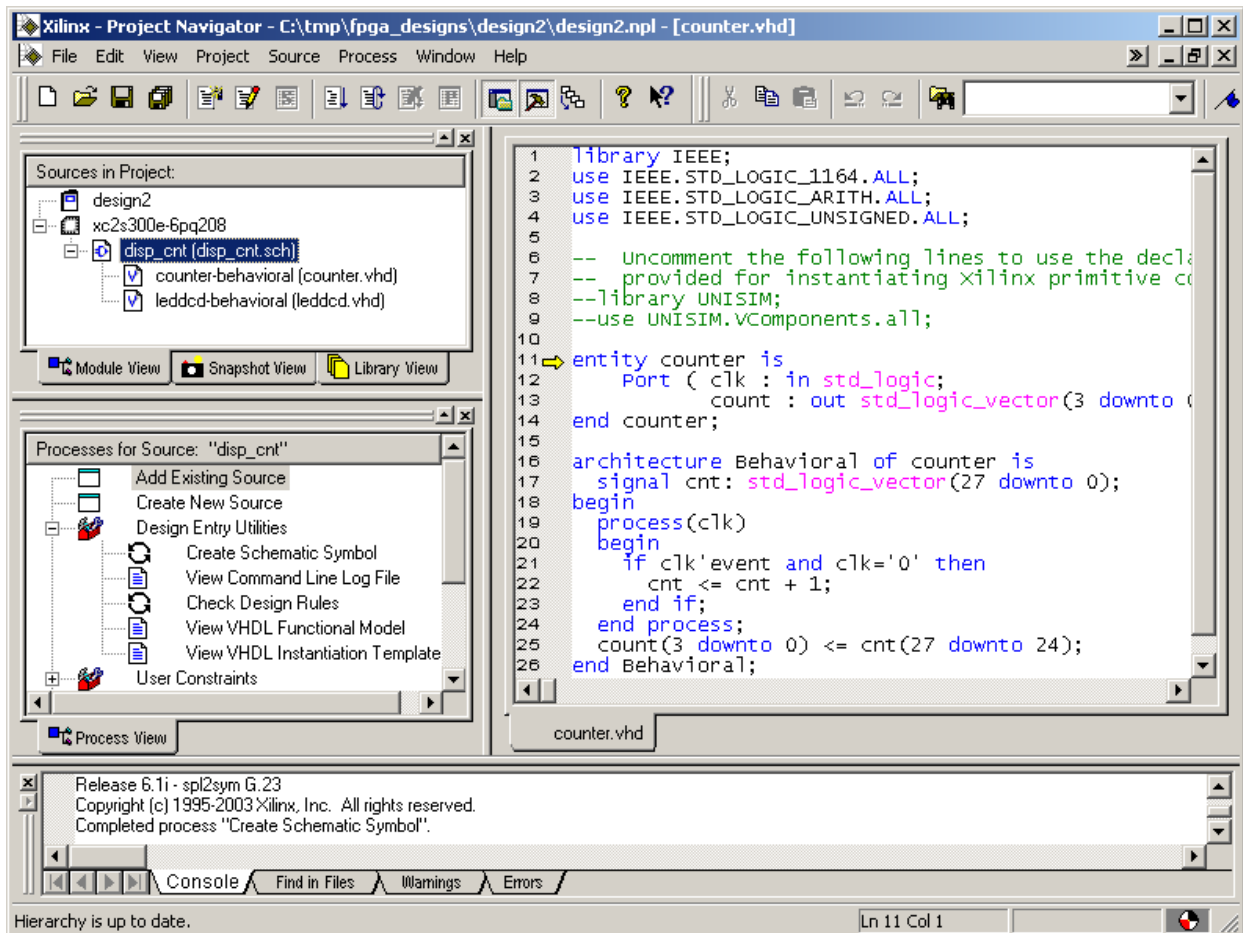 Xilinx - Project Navigator - C:\tmp\fpga_designs\design2\design2.npl - [counter.vhd]
File Edit View Project Source Process Window Help
Sources in Project:
design2
xc2s300e-6pq208
disp_cnt (disp_cnt.sch)
counter-behavioral (counter.vhd)
leddcd-behavioral (leddcd.vhd)
Module View Snapshot View Library View
Processes for Source: "disp_cnt"
Add Existing Source
Create New Source
Design Entry Utilities
Create Schematic Symbol
View Command Line Log File
Check Design Rules
View VHDL Functional Model
View VHDL Instantiation Template
User Constraints
Process View
1 library IEEE;
2 use IEEE.STD_LOGIC_1164.ALL;
3 use IEEE.STD_LOGIC_ARITH.ALL;
4 use IEEE.STD_LOGIC_UNSIGNED.ALL;
5
6 -- Uncomment the following lines to use the decla
7 -- provided for instantiating Xilinx primitive co
8 --library UNISIM;
9 --use UNISIM.VComponents.all;
10
11 entity counter is
12 Port ( clk : in std_logic;
13 count : out std_logic_vector(3 downto 0
14 end counter;
15
16 architecture Behavioral of counter is
17 signal cnt: std_logic_vector(27 downto 0);
18 begin
19 process(clk)
20 begin
21 if clk'event and clk='0' then
22 cnt <= cnt + 1;
23 end if;
24 end process;
25 count(3 downto 0) <= cnt(27 downto 24);
26 end Behavioral;
counter.vhd
Release 6.1i - spl2sym G.23
Copyright (c) 1995-2003 Xilinx, Inc. All rights reserved.
Completed process "Create Schematic Symbol".
Console Find in Files Warnings Errors
Hierarchy is up to date. Ln 11 Col 1